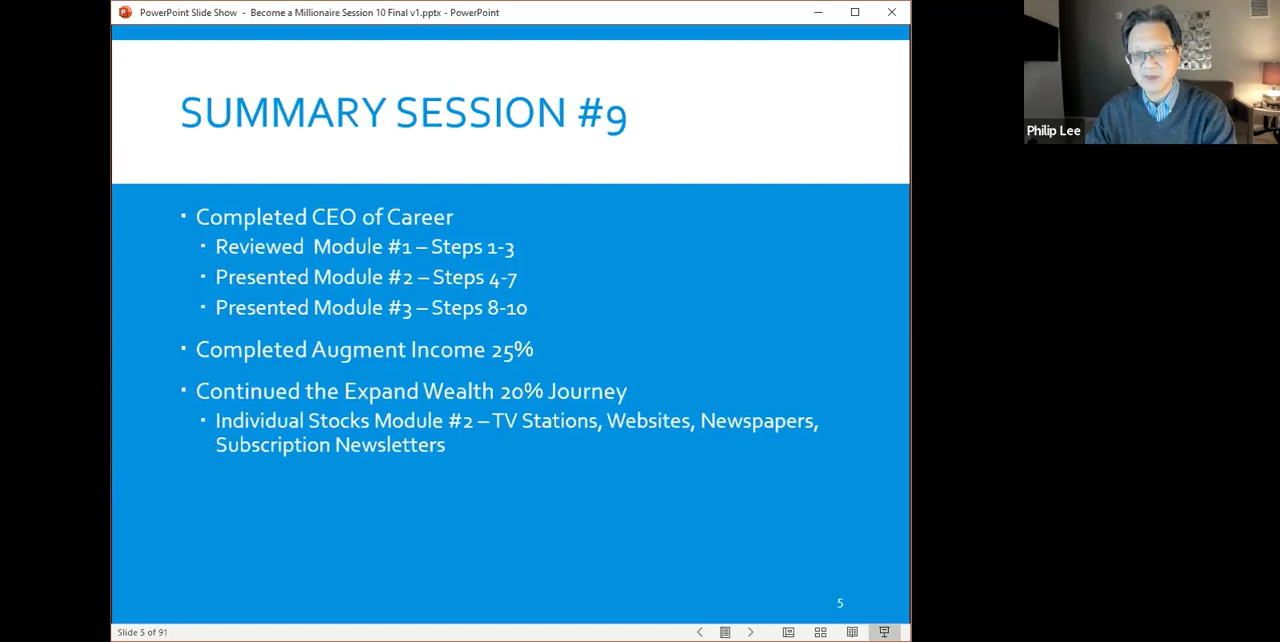 PowerPoint Slide Show - Become a Millionaire Session 10 Final v1.pptx - PowerPoint
SUMMARY SESSION #9
▪ Completed CEO of Career
▪ Reviewed Module #1 – Steps 1-3
▪ Presented Module #2 – Steps 4-7
▪ Presented Module #3 – Steps 8-10
▪ Completed Augment Income 25%
▪ Continued the Expand Wealth 20% Journey
▪ Individual Stocks Module #2 – TV Stations, Websites, Newspapers,
Subscription Newsletters
5
Slide 5 of 91
Philip Lee